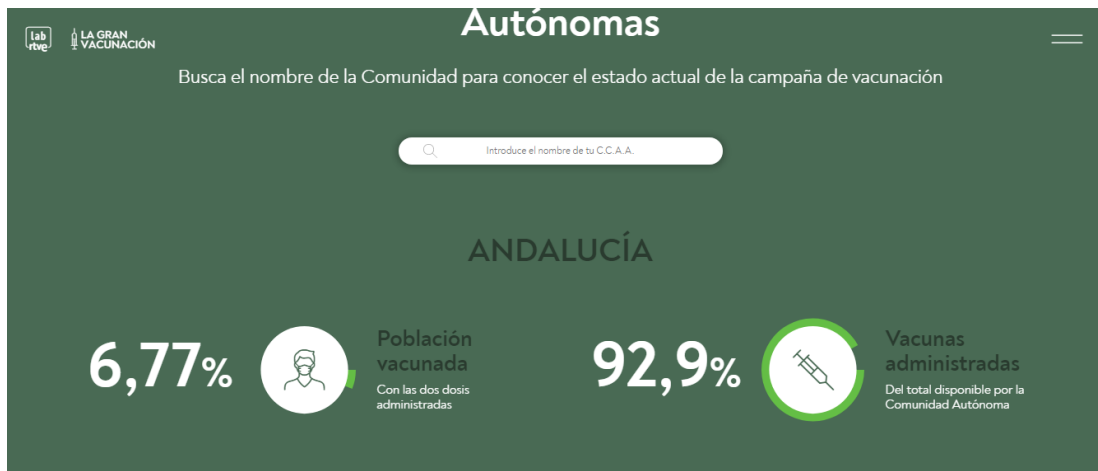 lab
rtve
LA GRAN
VACUNACIÓN
Autónomas
Busca el nombre de la Comunidad para conocer el estado actual de la campaña de vacunación
Introduce el nombre de tu C.C.A.A.
ANDALUCÍA
6,77%
Población
vacunada
Con las dos dosis
administradas
92,9%
Vacunas
administradas
Del total disponible por la
Comunidad Autónoma